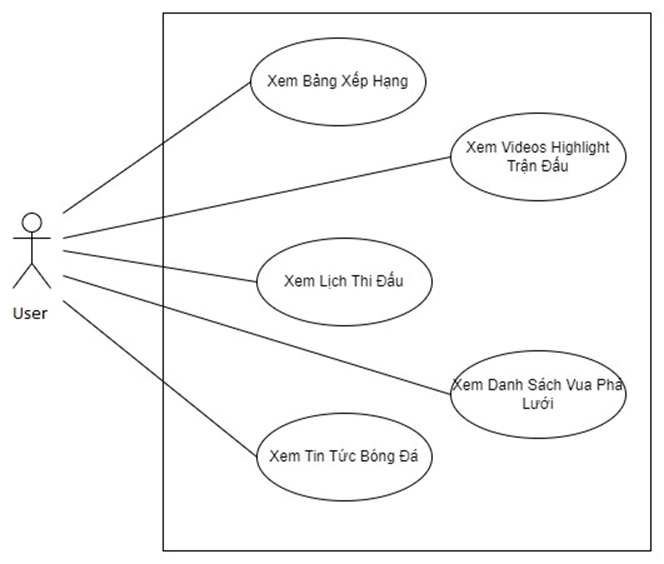 Xem Bảng Xếp Hạng
Xem Videos Highlight
Trận Đấu
User
Xem Lịch Thi Đấu
Xem Danh Sách Vua Phá
Lưới
Xem Tin Tức Bóng Đá